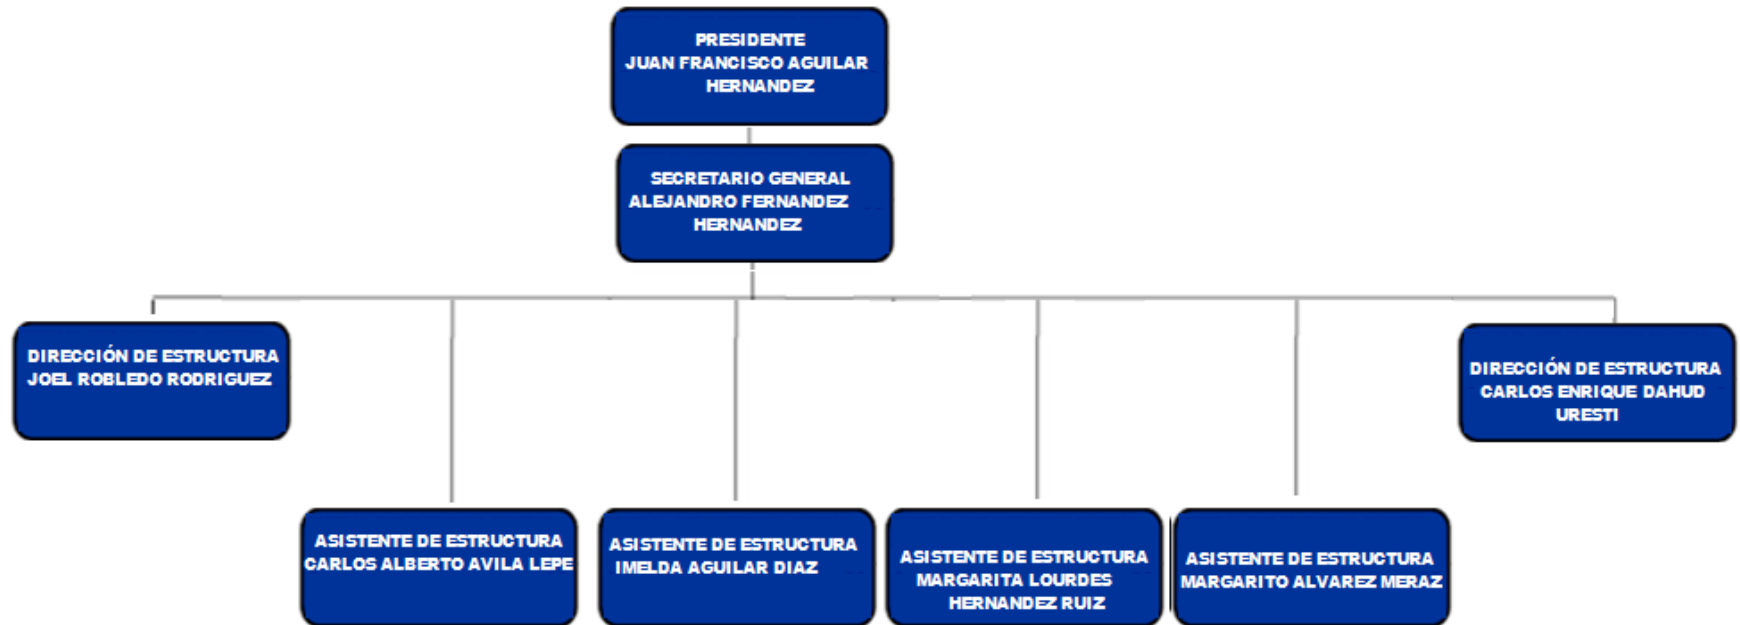 PRESIDENTE
JUAN FRANCISCO AGUILAR
HERNANDEZ
SECRETARIO GENERAL
ALEJANDRO FERNANDEZ
HERNANDEZ
DIRECCIÓN DE ESTRUCTURA
JOEL ROBLEDO RODRIGUEZ
DIRECCIÓN DE ESTRUCTURA
CARLOS ENRIQUE DAHUD
URESTI
ASISTENTE DE ESTRUCTURA
CARLOS ALBERTO AVILA LEPE
ASISTENTE DE ESTRUCTURA
IMELDA AGUILAR DIAZ
ASISTENTE DE ESTRUCTURA
MARGARITA LOURDES
HERNANDEZ RUIZ
ASISTENTE DE ESTRUCTURA
MARGARITO ALVAREZ MERAZ